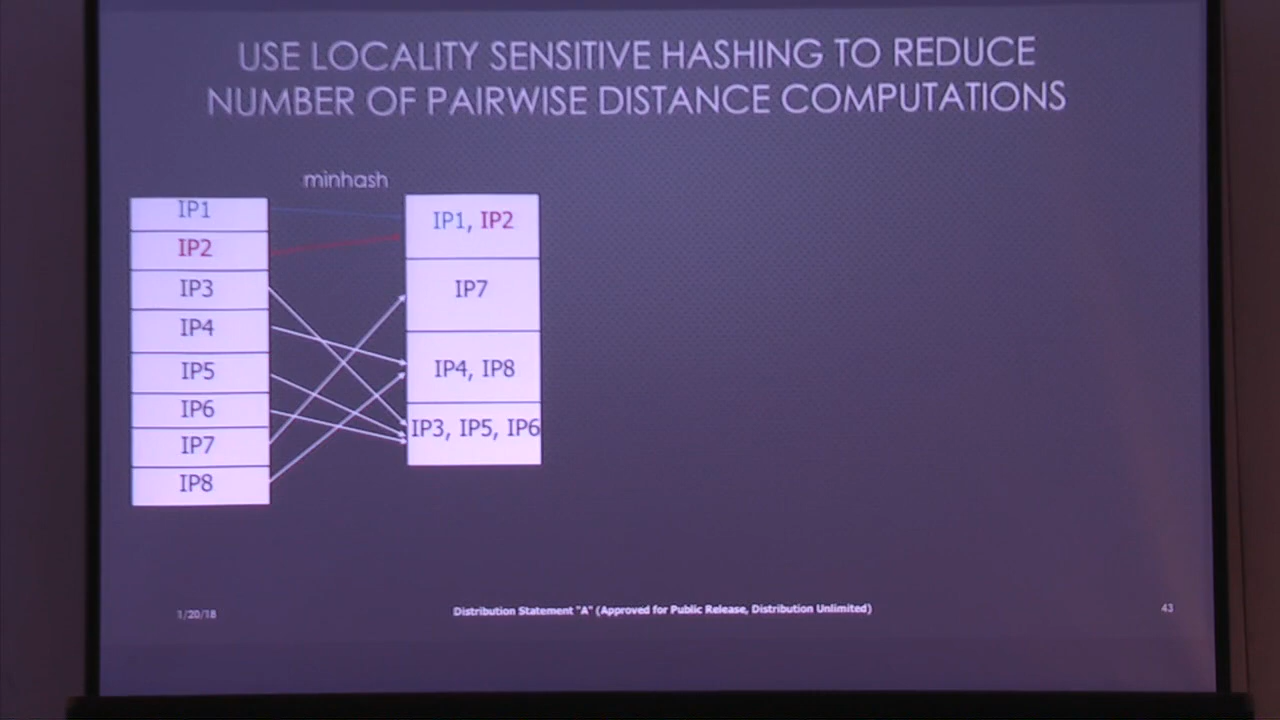 USE LOCALITY SENSITIVE HASHING TO REDUCE
NUMBER OF PAIRWISE DISTANCE COMPUTATIONS
minhash
IP1
IP2
IP3
IP4
IP5
IP6
IP7
IP8
IP1, IP2
IP7
IP4, IP8
IP3, IP5, IP6
1/20/18
Distribution Statement "A" (Approved for Public Release, Distribution Unlimited)
43